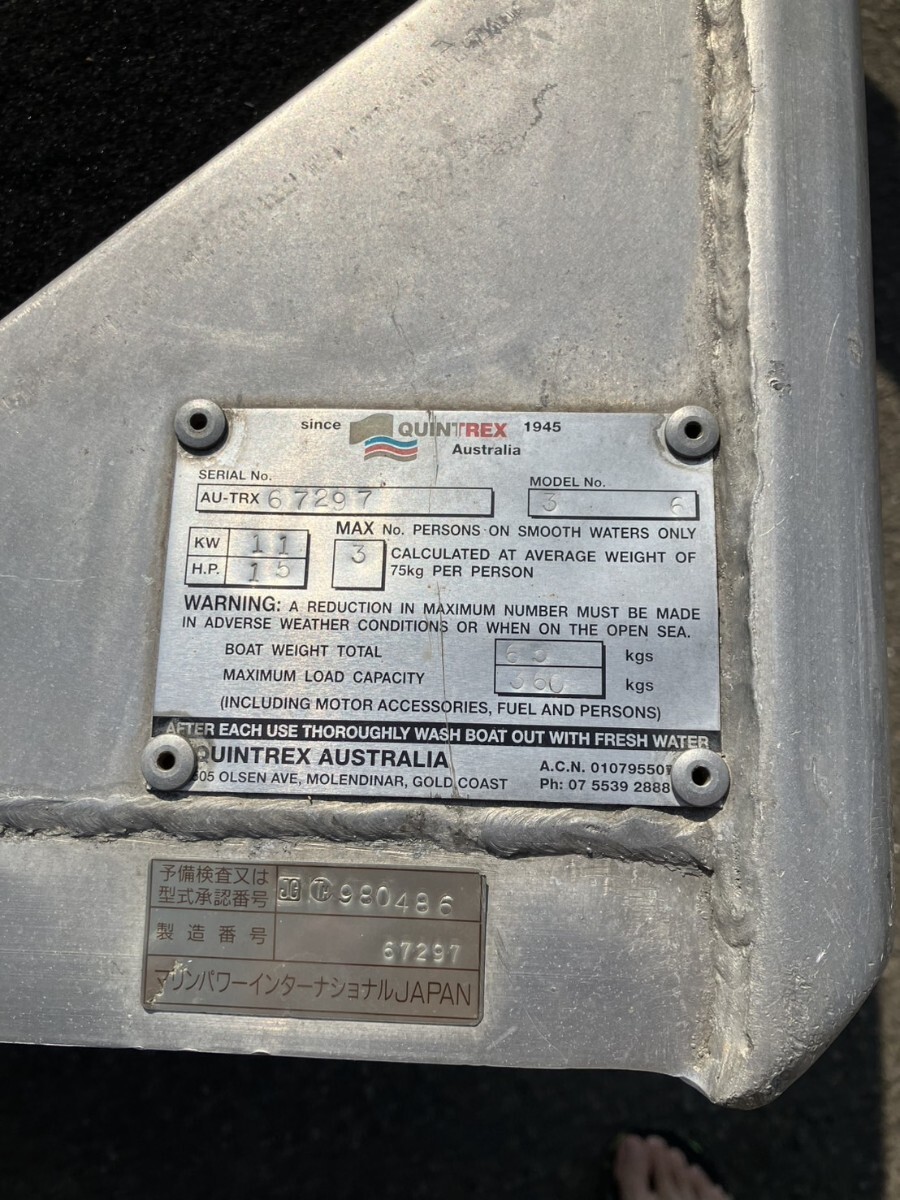 since QUINTREX 1945
Australia
SERIAL No.
AU-TRX 67297
MODEL No.
3 6
KW 11
H.P. 15
3
MAX No. PERSONS ON SMOOTH WATERS ONLY
CALCULATED AT AVERAGE WEIGHT OF
75kg PER PERSON
WARNING: A REDUCTION IN MAXIMUM NUMBER MUST BE MADE
IN ADVERSE WEATHER CONDITIONS OR WHEN ON THE OPEN SEA.
BOAT WEIGHT TOTAL kgs
MAXIMUM LOAD CAPACITY 360 kgs
(INCLUDING MOTOR ACCESSORIES, FUEL AND PERSONS)
AFTER EACH USE THOROUGHLY WASH BOAT OUT WITH FRESH WATER
QUINTREX AUSTRALIA
OLSEN AVE, MOLENDINAR, GOLD COAST
A.C.N.
Ph: 07 5539 2888
予備検査又は
型式承認番号
JG 980486
製造番号
67297
マリンパワーインターナショナルJAPAN